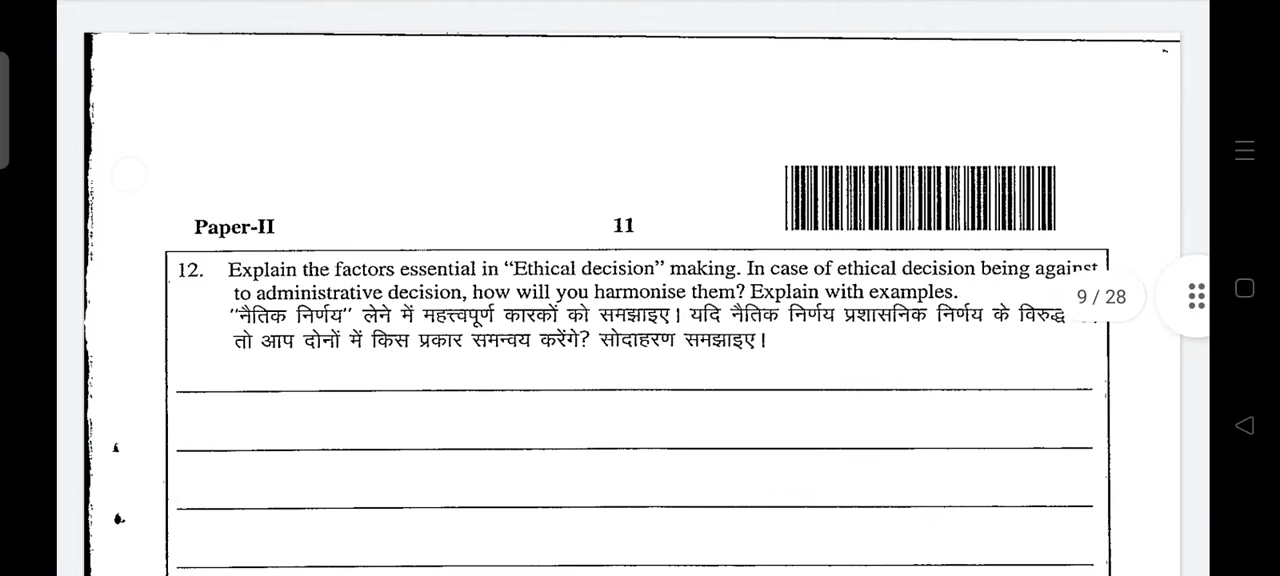 Paper-II
11
12. Explain the factors essential in “Ethical decision” making. In case of ethical decision being against
to administrative decision, how will you harmonise them? Explain with examples.
9 / 28
"नैतिक निर्णय" लेने में महत्त्वपूर्ण कारकों को समझाइए। यदि नैतिक निर्णय प्रशासनिक निर्णय के विरुद्ध
तो आप दोनों में किस प्रकार समन्वय करेंगे? सोदाहरण समझाइए।